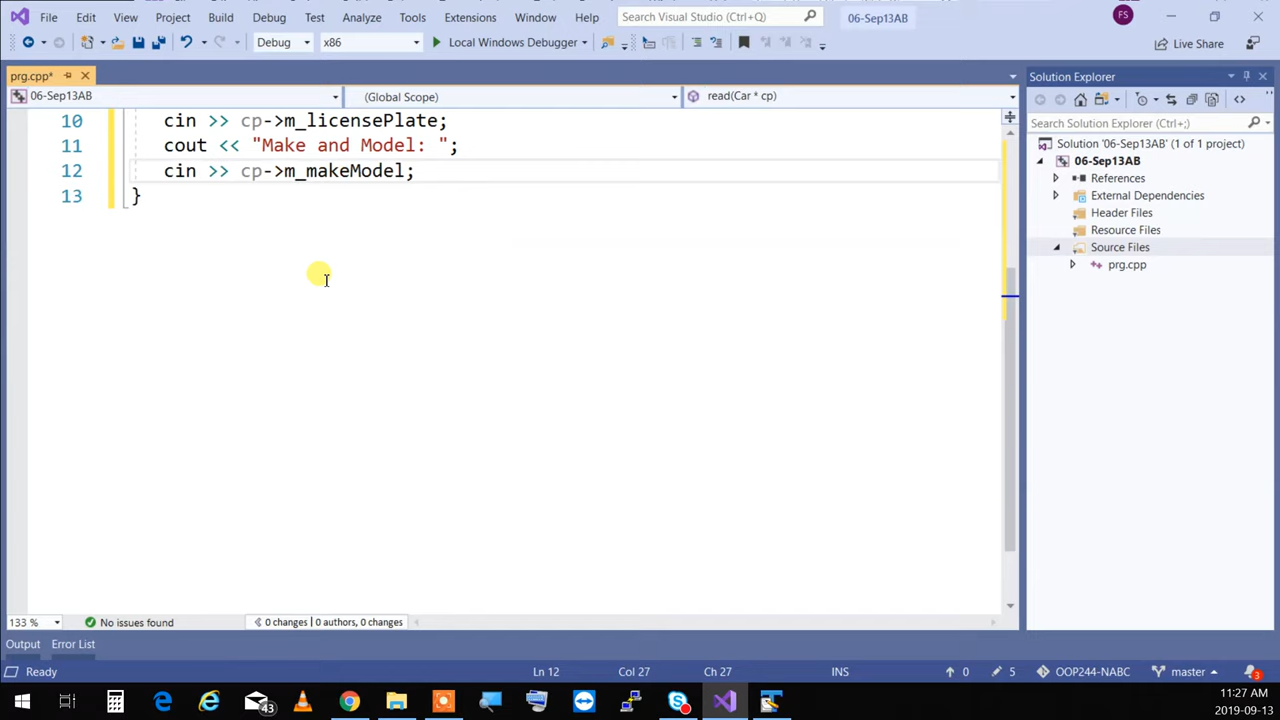 File Edit View Project Build Debug Test Analyze Tools Extensions Window Help Search Visual Studio (Ctrl+Q) 06-Sep13AB FS
Debug x86 Local Windows Debugger Live Share
prg.cpp* Solution Explorer
06-Sep13AB (Global Scope) read(Car * cp)
10 cin >> cp->m_licensePlate;
11 cout << "Make and Model: ";
12 cin >> cp->m_makeModel;
13 }
Search Solution Explorer (Ctrl+;)
Solution '06-Sep13AB' (1 of 1 project)
06-Sep13AB
References
External Dependencies
Header Files
Resource Files
Source Files
prg.cpp
133 % No issues found 0 changes | 0 authors, 0 changes
Output Error List
Ready Ln 12 Col 27 Ch 27 INS 0 5 OOP244-NABC master 3
43 11:27 AM
2019-09-13